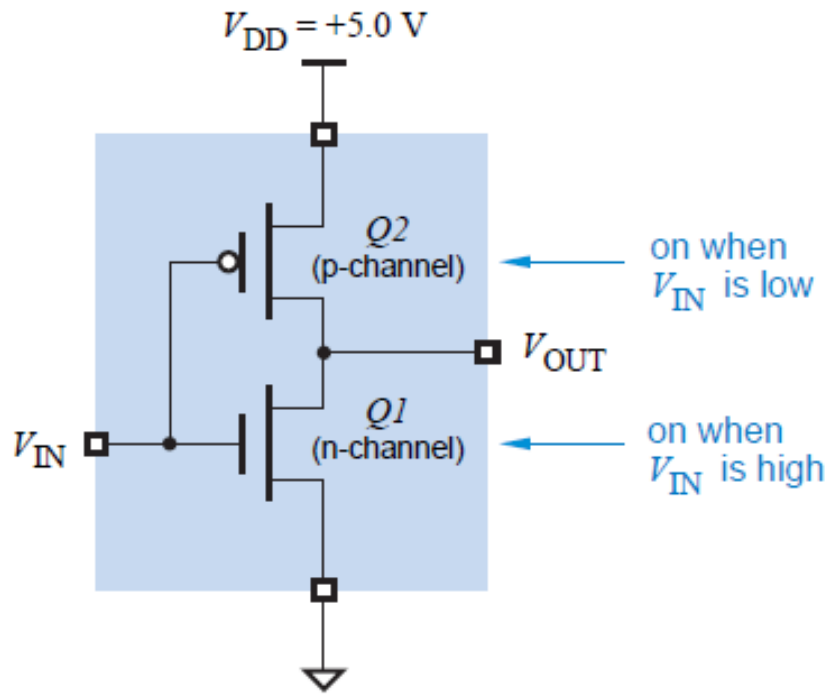 VDD = +5.0 V
Q2
(p-channel)
on when
VIN is low
VOUT
VIN
Q1
(n-channel)
on when
VIN is high